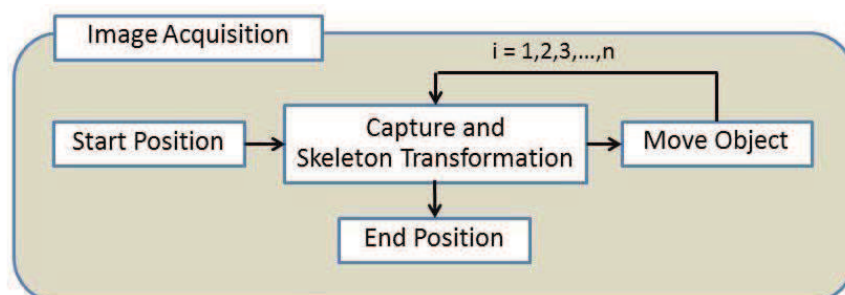 Image Acquisition
i = 1,2,3,...,n
Start Position
Capture and
Skeleton Transformation
Move Object
End Position